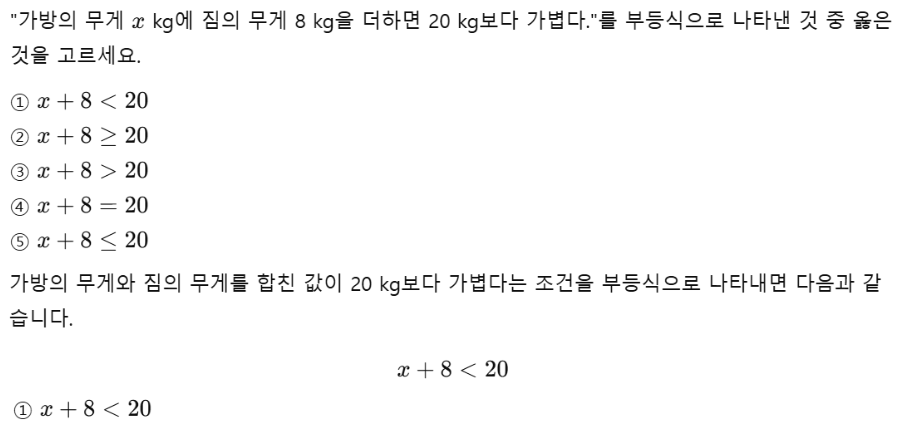 "가방의 무게 x kg에 짐의 무게 8 kg을 더하면 20 kg보다 가볍다."를 부등식으로 나타낸 것 중 옳은
것을 고르세요.
① x + 8 < 20
② x + 8 ≥ 20
③ x + 8 > 20
④ x + 8 = 20
⑤ x + 8 ≤ 20
가방의 무게와 짐의 무게를 합친 값이 20 kg보다 가볍다는 조건을 부등식으로 나타내면 다음과 같
습니다.
x + 8 < 20
① x + 8 < 20